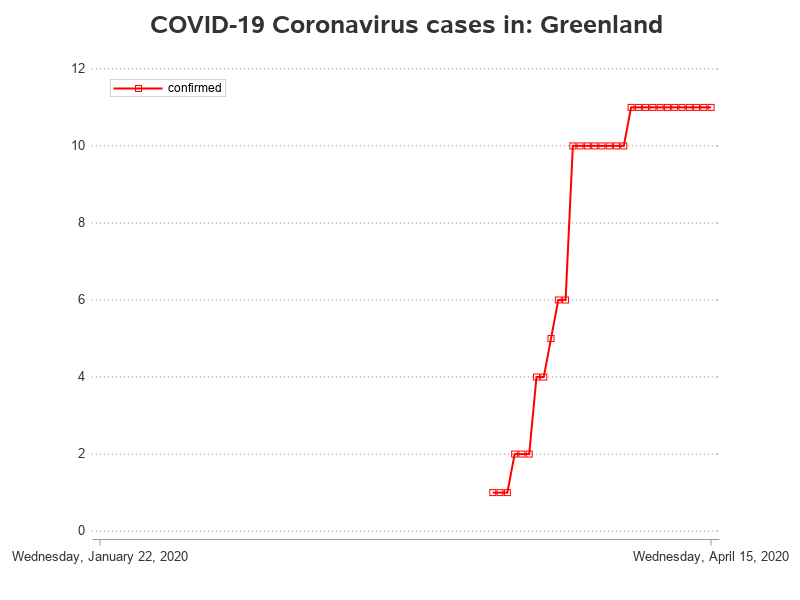 COVID-19 Coronavirus cases in: Greenland
12
confirmed
10
8
6
4
2
0
Wednesday, January 22, 2020
Wednesday, April 15, 2020